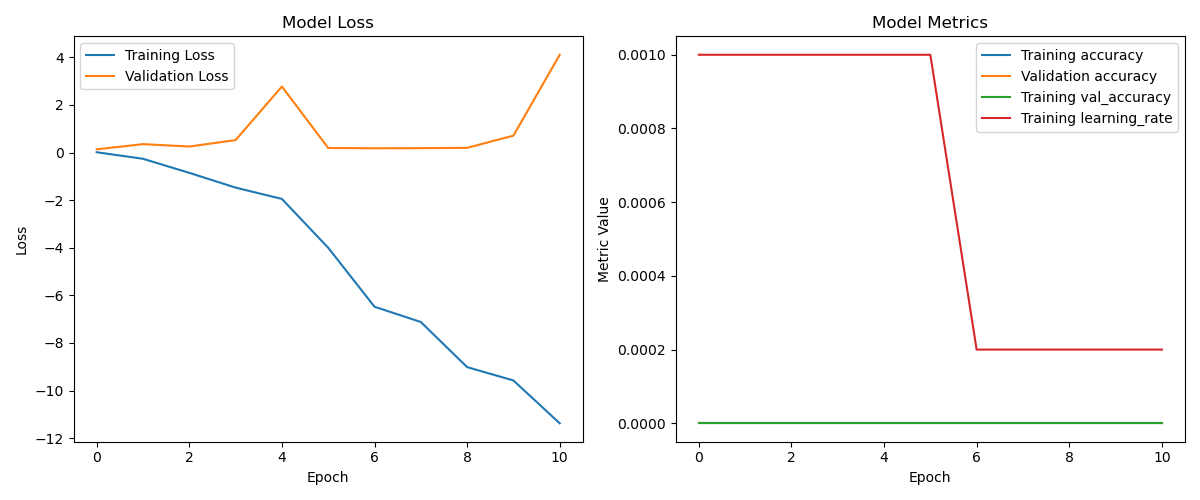 Model Loss
Training Loss
Validation Loss
4
2
0
−2
−4
−6
−8
−10
−12
Loss
0 2 4 6 8 10
Epoch
Model Metrics
Training accuracy
Validation accuracy
Training val_accuracy
Training learning_rate
0.0010
0.0008
0.0006
0.0004
0.0002
0.0000
Metric Value
0 2 4 6 8 10
Epoch